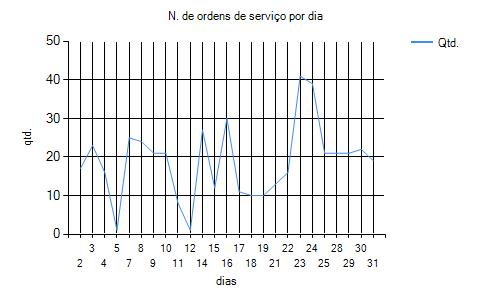 N. de ordens de serviço por dia
Qtd.
qtd.
50
40
30
20
10
0
3 5 8 10 12 15 17 19 22 24 28 30
2 4 7 9 11 14 16 18 21 23 25 29 31
dias